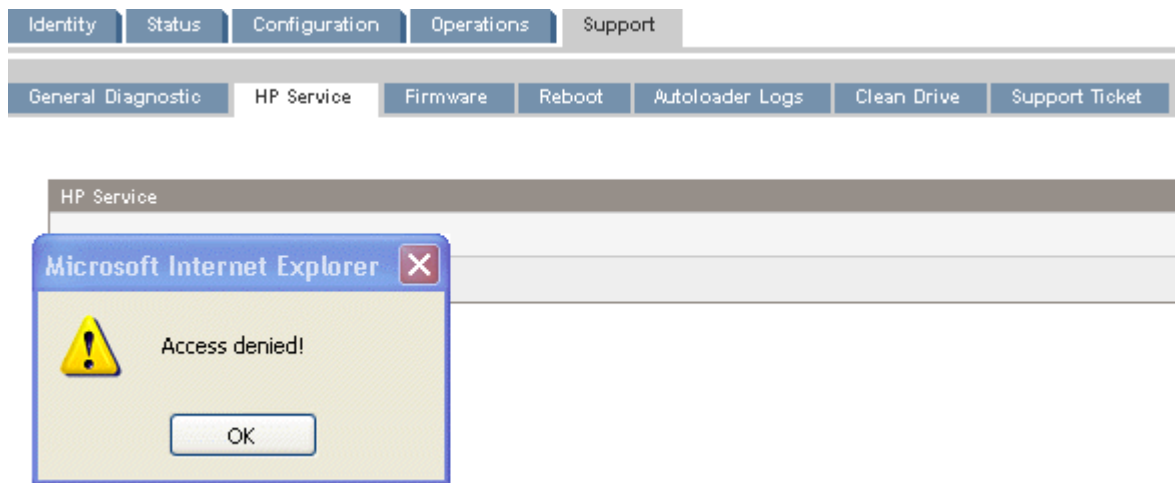 Identity Status Configuration Operations Support
General Diagnostic HP Service Firmware Reboot Autoloader Logs Clean Drive Support Ticket
HP Service
Microsoft Internet Explorer
Access denied!
OK